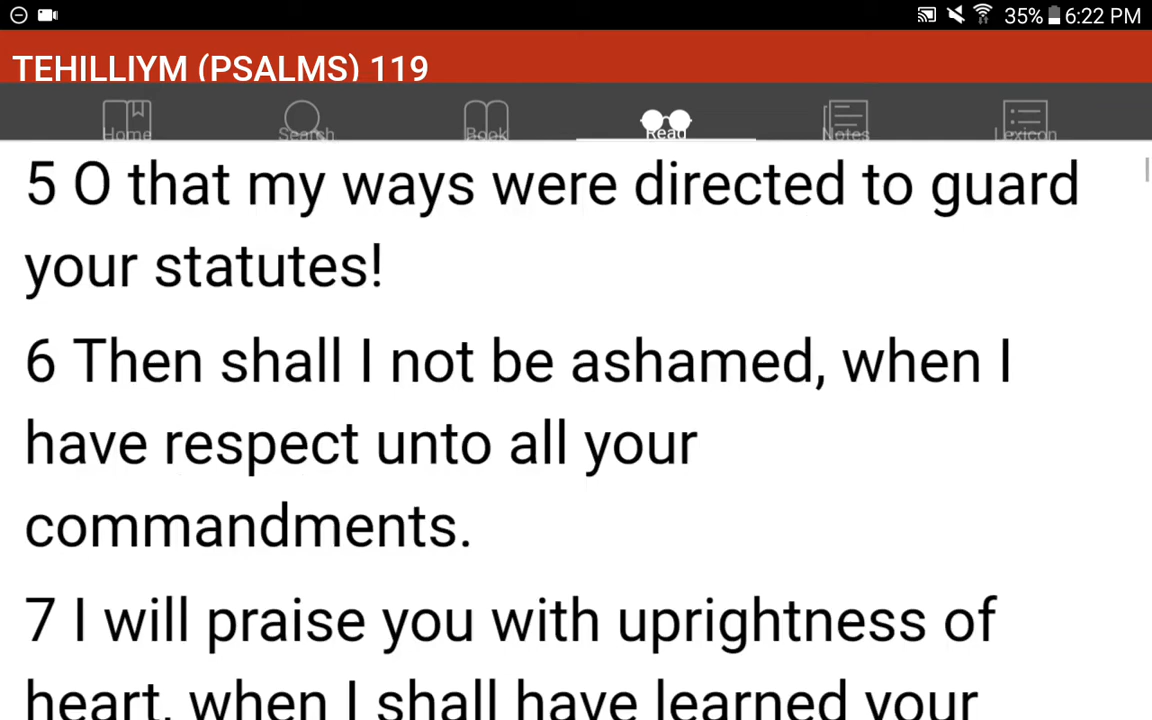 35% 6:22 PM
TEHILLIYM (PSALMS) 119
Home Search Book Read Notes Lexicon
5 O that my ways were directed to guard
your statutes!
6 Then shall I not be ashamed, when I
have respect unto all your
commandments.
7 I will praise you with uprightness of
heart, when I shall have learned your